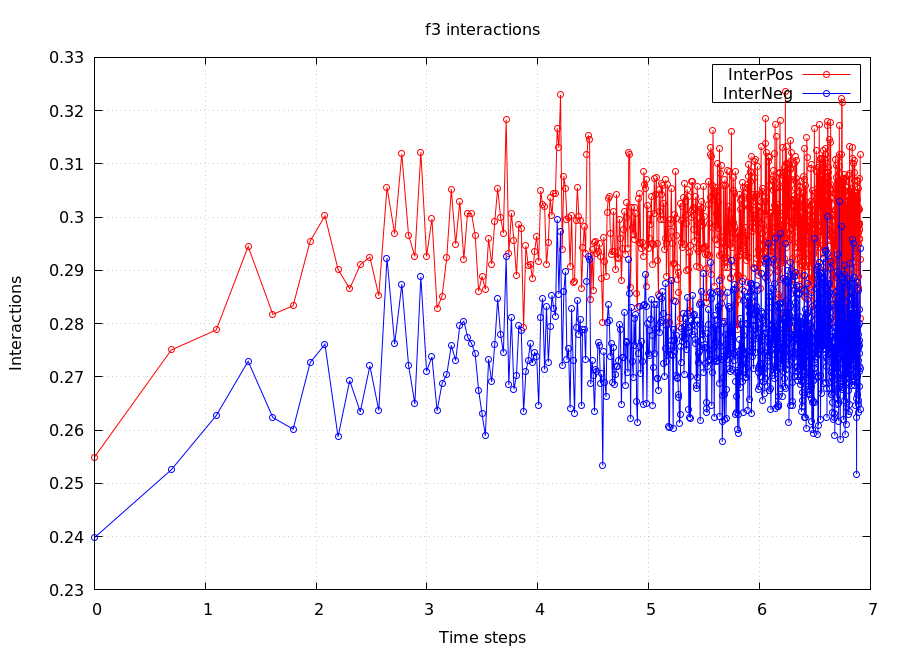 f3 interactions
0.33
0.32
0.31
0.3
0.29
0.28
0.27
0.26
0.25
0.24
0.23
Interactions
InterPos
InterNeg
0 1 2 3 4 5 6 7
Time steps